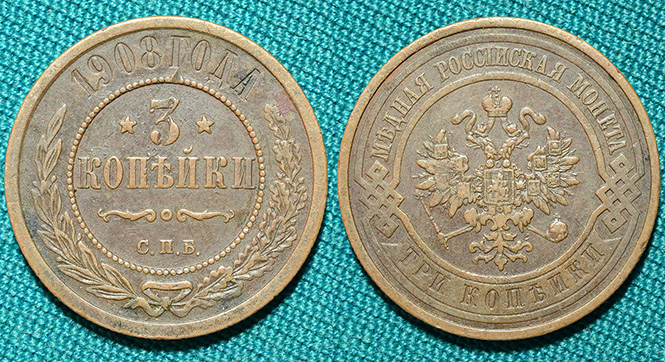 1908 ГОДА
3
КОПѢЙКИ
С.П.Б.
МѢДНАЯ РОССІЙСКАЯ МОНЕТА
ТРИ КОПѢЙКИ